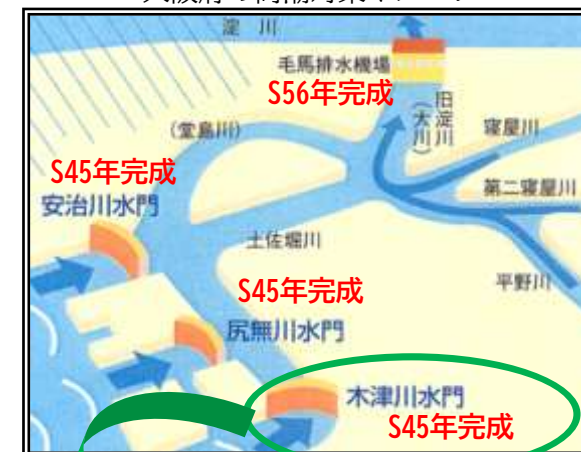 淀 川
毛馬排水機場
S56年完成
旧淀川
(大川)
(堂島川)
寝屋川
S45年完成
安治川水門
第二寝屋川
土佐堀川
平野川
S45年完成
尻無川水門
木津川水門
S45年完成